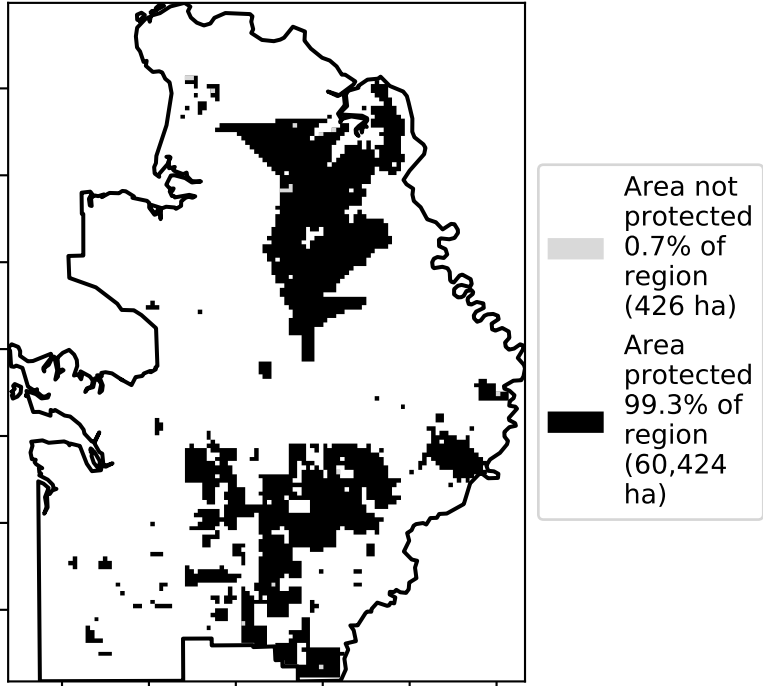 Area not
protected
0.7% of
region
(426 ha)
Area
protected
99.3% of
region
(60,424
ha)